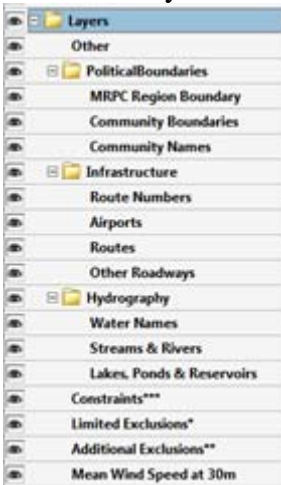 Layers
Other
PoliticalBoundaries
MRPC Region Boundary
Community Boundaries
Community Names
Infrastructure
Route Numbers
Airports
Routes
Other Roadways
Hydrography
Water Names
Streams & Rivers
Lakes, Ponds & Reservoirs
Constraints***
Limited Exclusions*
Additional Exclusions**
Mean Wind Speed at 30m